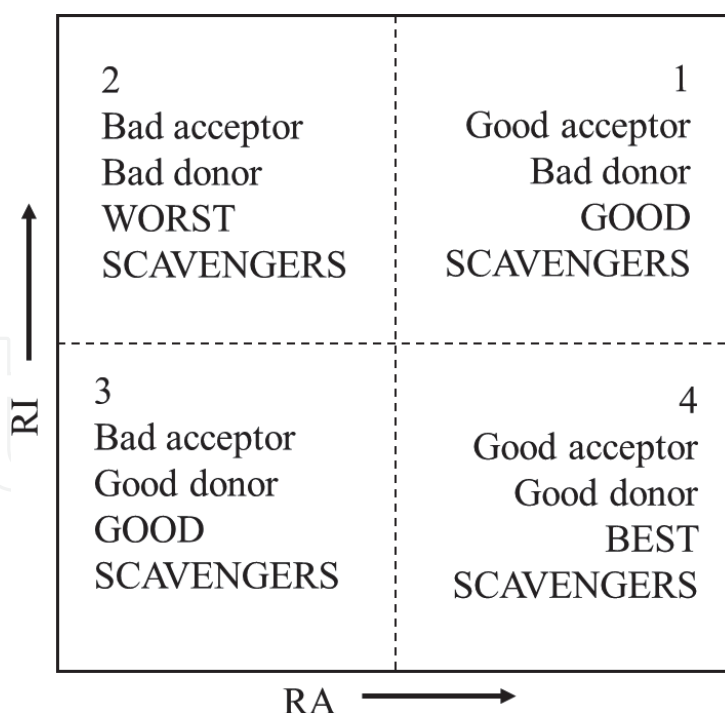 2
Bad acceptor
Bad donor
WORST
SCAVENGERS
1
Good acceptor
Bad donor
GOOD
SCAVENGERS
3
Bad acceptor
Good donor
GOOD
SCAVENGERS
4
Good acceptor
Good donor
BEST
SCAVENGERS
RI
RA